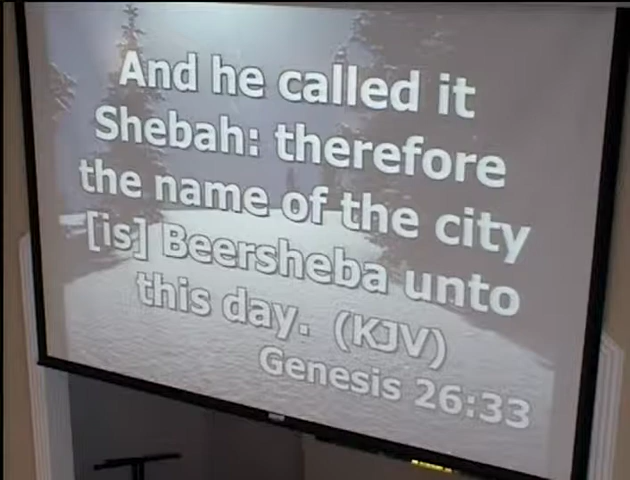 And he called it
Shebah: therefore
the name of the city
[is] Beersheba unto
this day. (KJV)
Genesis 26:33